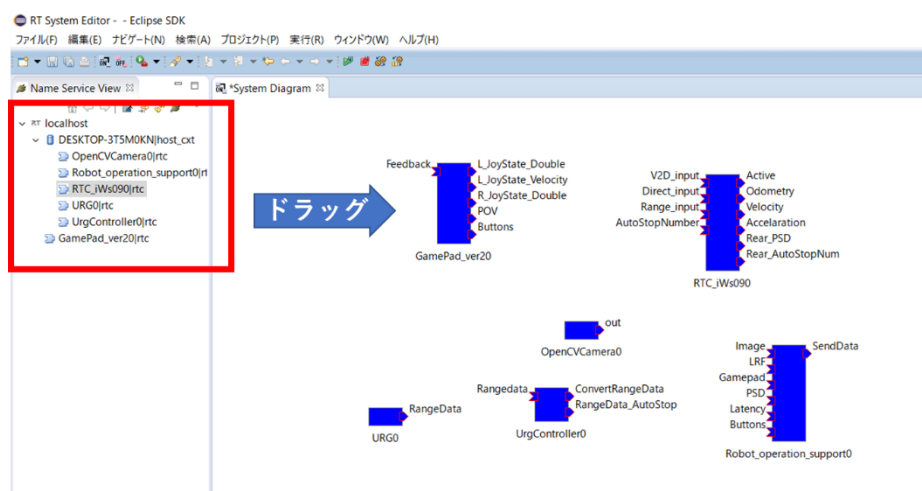 RT System Editor - - Eclipse SDK
ファイル(F) 編集(E) ナビゲート(N) 検索(A) プロジェクト(P) 実行(R) ウィンドウ(W) ヘルプ(H)
Name Service View
*System Diagram
RT localhost
DESKTOP-3T5M0KN|host_cxt
OpenCVCamera0|rtc
Robot_operation_support0|rt
RTC_iWs090|rtc
URG0|rtc
UrgController0|rtc
GamePad_ver20|rtc
ドラッグ
Feedback
L_JoyState_Double
L_JoyState_Velocity
R_JoyState_Double
POV
Buttons
GamePad_ver20
V2D_input
Direct_input
Range_input
AutoStopNumber
Active
Odometry
Velocity
Accelaration
Rear_PSD
Rear_AutoStopNum
RTC_iWs090
out
OpenCVCamera0
RangeData
URG0
Rangedata
ConvertRangeData
RangeData_AutoStop
UrgController0
Image
LRF
Gamepad
PSD
Latency
Buttons
SendData
Robot_operation_support0